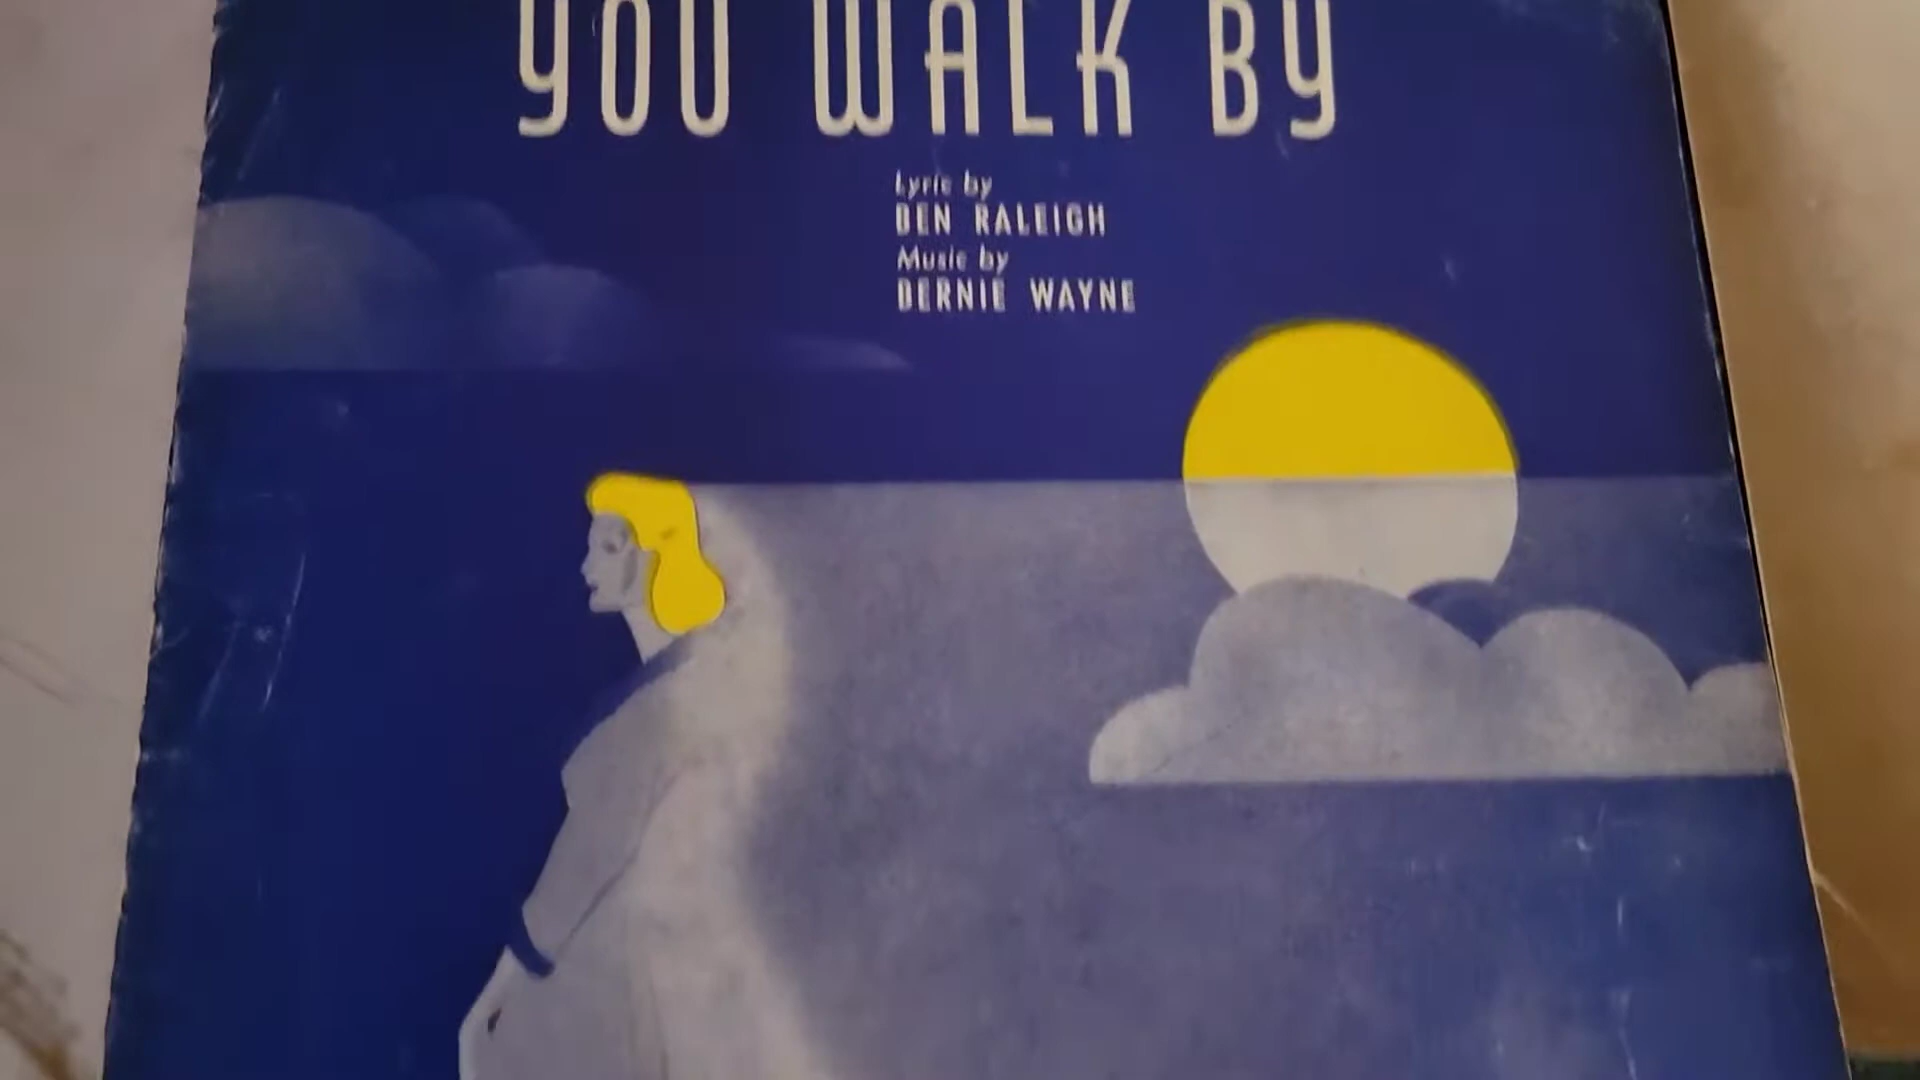 YOU WALK BY
Lyric by
BEN RALEIGH
Music by
BERNIE WAYNE